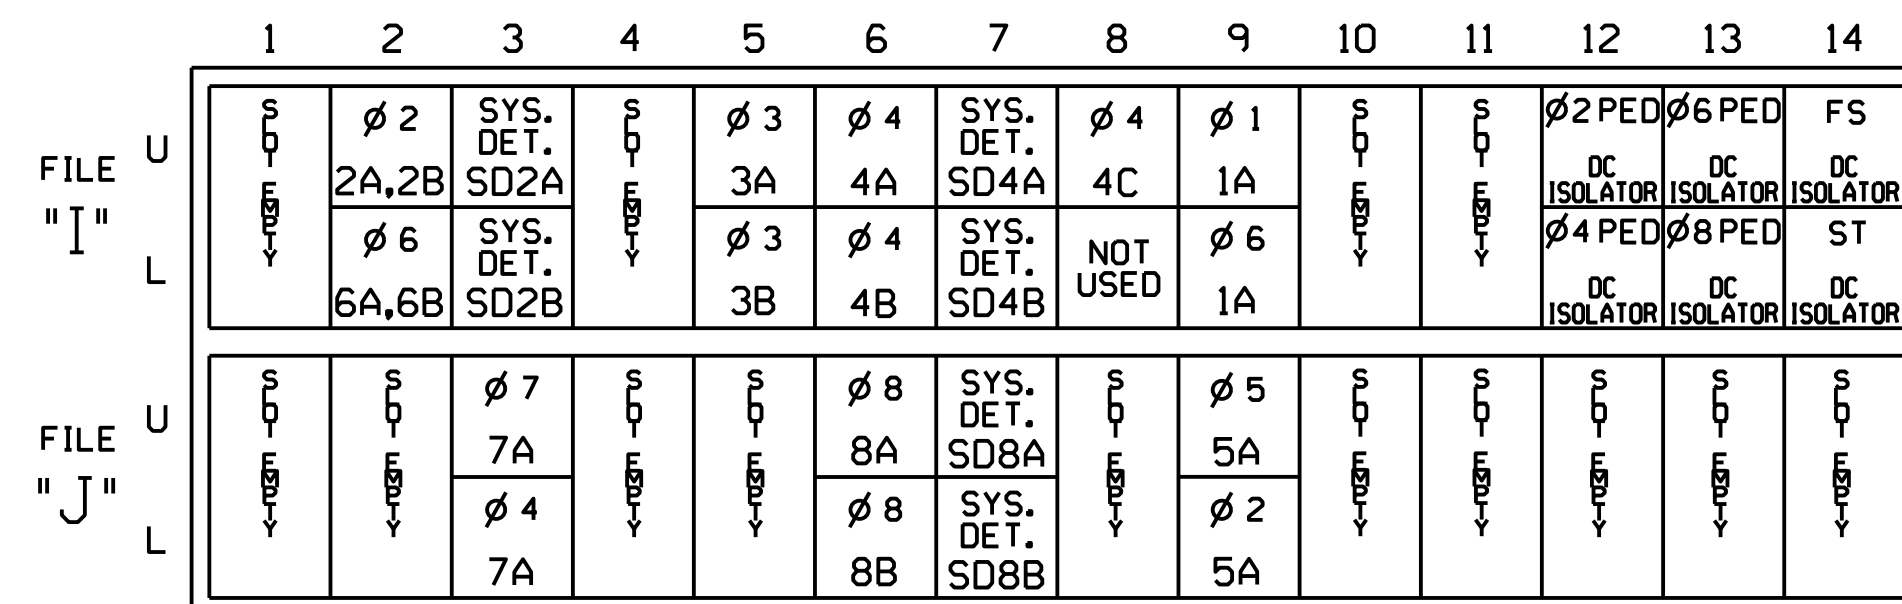 1 2 3 4 5 6 7 8 9 10 11 12 13 14
FILE "I"
U
SLOT EMPTY
Ø 2 2A,2B
SYS. DET. SD2A
SLOT EMPTY
Ø 3 3A
Ø 4 4A
SYS. DET. SD4A
Ø 4 4C
Ø 1 1A
SLOT EMPTY
SLOT EMPTY
Ø2 PED DC ISOLATOR
Ø6 PED DC ISOLATOR
FS DC ISOLATOR
L
Ø 6 6A,6B
SYS. DET. SD2B
Ø 3 3B
Ø 4 4B
SYS. DET. SD4B
NOT USED
Ø 6 1A
Ø4 PED DC ISOLATOR
Ø8 PED DC ISOLATOR
ST DC ISOLATOR
FILE "J"
U
SLOT EMPTY
SLOT EMPTY
Ø 7 7A
SLOT EMPTY
SLOT EMPTY
Ø 8 8A
SYS. DET. SD8A
SLOT EMPTY
Ø 5 5A
SLOT EMPTY
SLOT EMPTY
SLOT EMPTY
SLOT EMPTY
SLOT EMPTY
L
Ø 4 7A
Ø 8 8B
SYS. DET. SD8B
Ø 2 5A